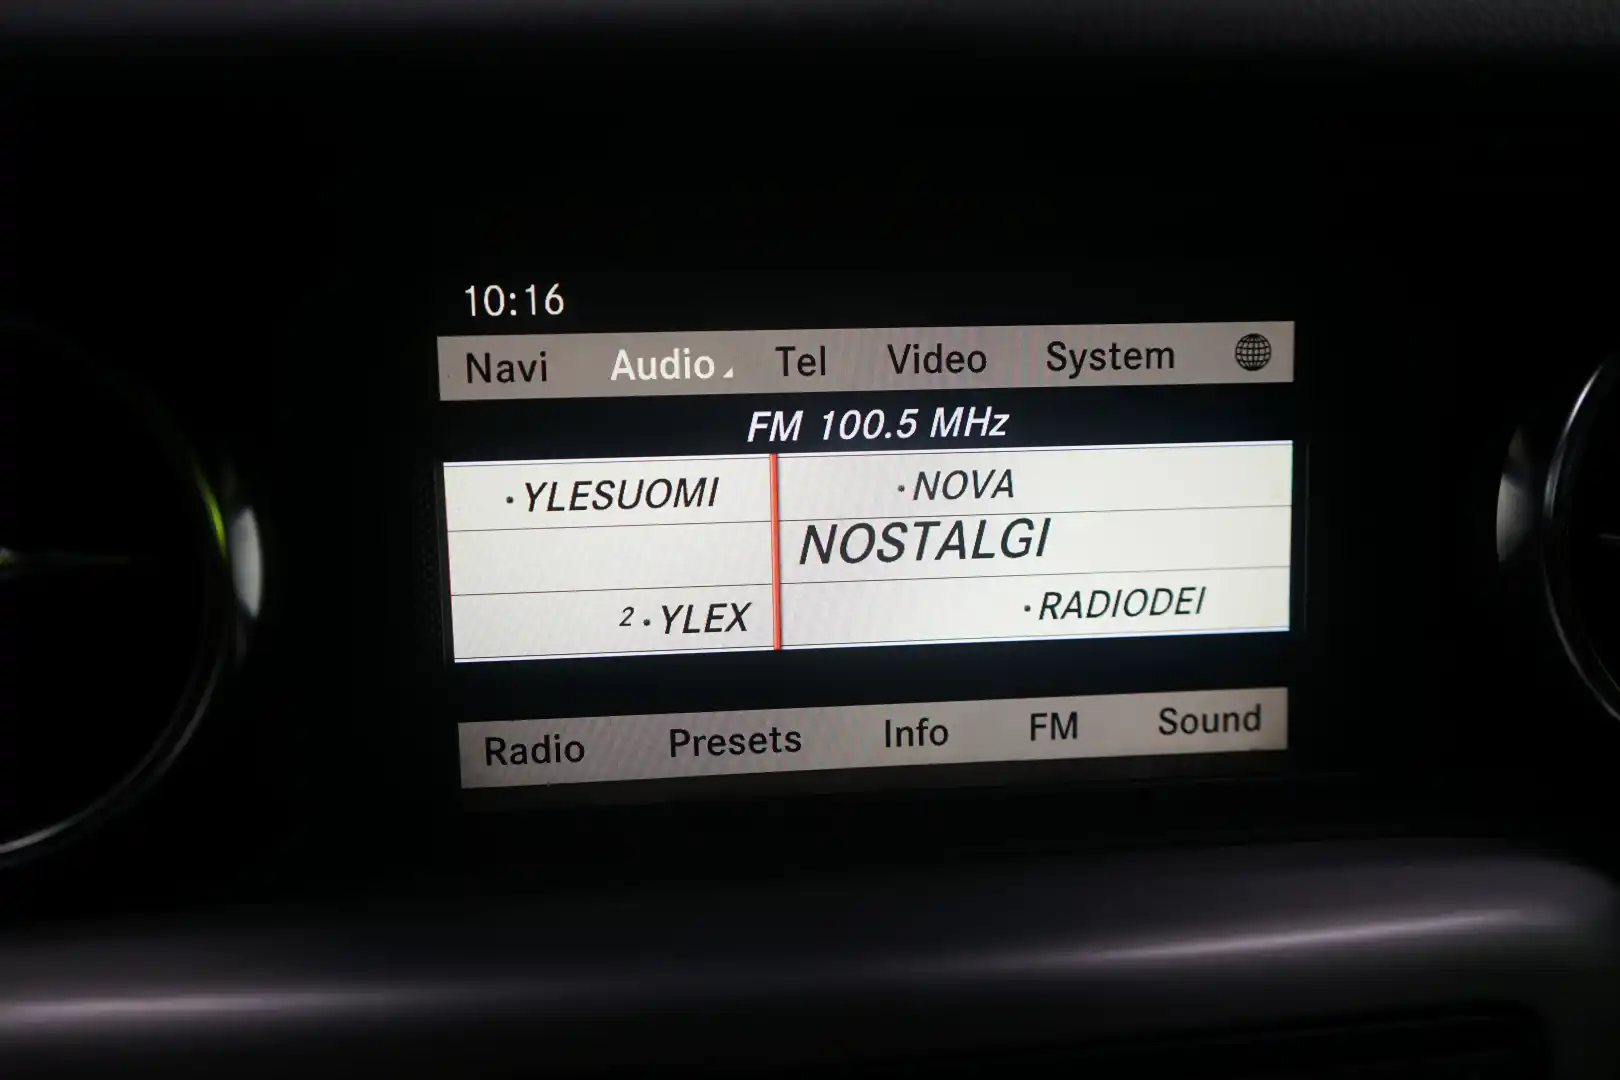 10:16
Navi Audio Tel Video System
FM 100.5 MHz
·YLESUOMI ·NOVA
NOSTALGI
2·YLEX ·RADIODEI
Radio Presets Info FM Sound